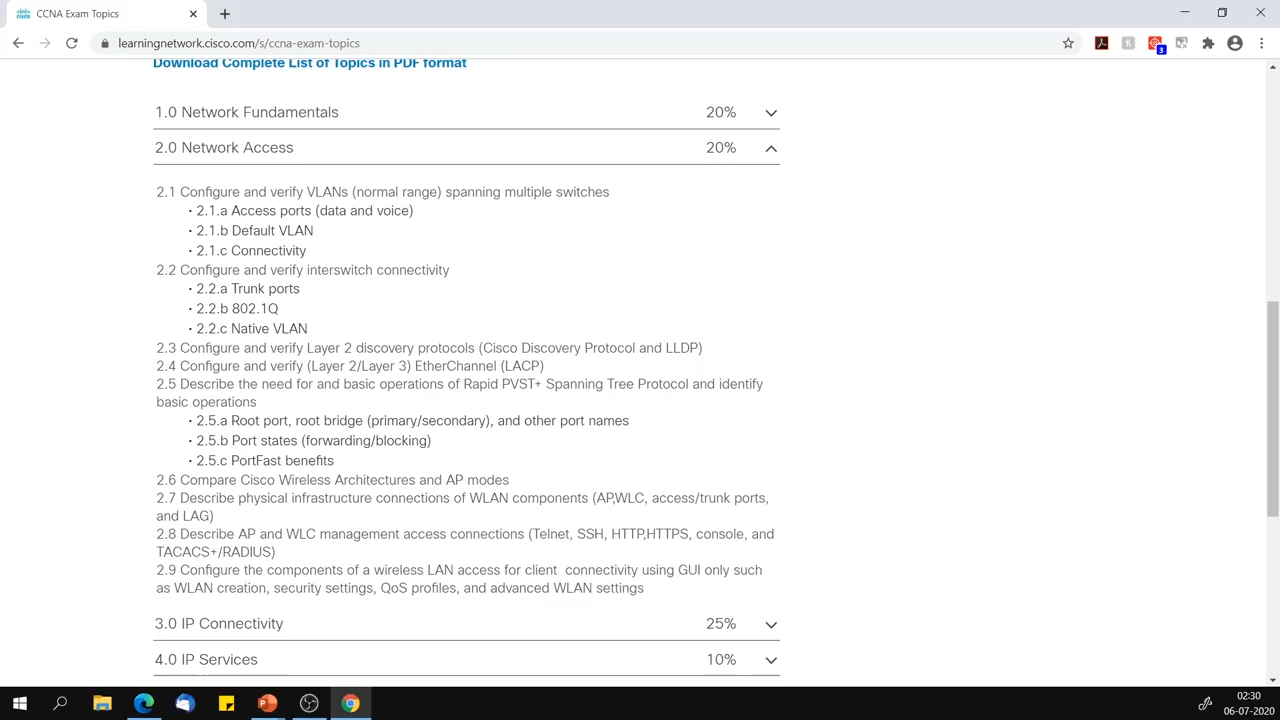 CCNA Exam Topics
learningnetwork.cisco.com/s/ccna-exam-topics
3
Download Complete List of Topics in PDF format
1.0 Network Fundamentals 20%
2.0 Network Access 20%
2.1 Configure and verify VLANs (normal range) spanning multiple switches
• 2.1.a Access ports (data and voice)
• 2.1.b Default VLAN
• 2.1.c Connectivity
2.2 Configure and verify interswitch connectivity
• 2.2.a Trunk ports
• 2.2.b 802.1Q
• 2.2.c Native VLAN
2.3 Configure and verify Layer 2 discovery protocols (Cisco Discovery Protocol and LLDP)
2.4 Configure and verify (Layer 2/Layer 3) EtherChannel (LACP)
2.5 Describe the need for and basic operations of Rapid PVST+ Spanning Tree Protocol and identify
basic operations
• 2.5.a Root port, root bridge (primary/secondary), and other port names
• 2.5.b Port states (forwarding/blocking)
• 2.5.c PortFast benefits
2.6 Compare Cisco Wireless Architectures and AP modes
2.7 Describe physical infrastructure connections of WLAN components (AP,WLC, access/trunk ports,
and LAG)
2.8 Describe AP and WLC management access connections (Telnet, SSH, HTTP,HTTPS, console, and
TACACS+/RADIUS)
2.9 Configure the components of a wireless LAN access for client  connectivity using GUI only such
as WLAN creation, security settings, QoS profiles, and advanced WLAN settings
3.0 IP Connectivity 25%
4.0 IP Services 10%
02:30
06-07-2020